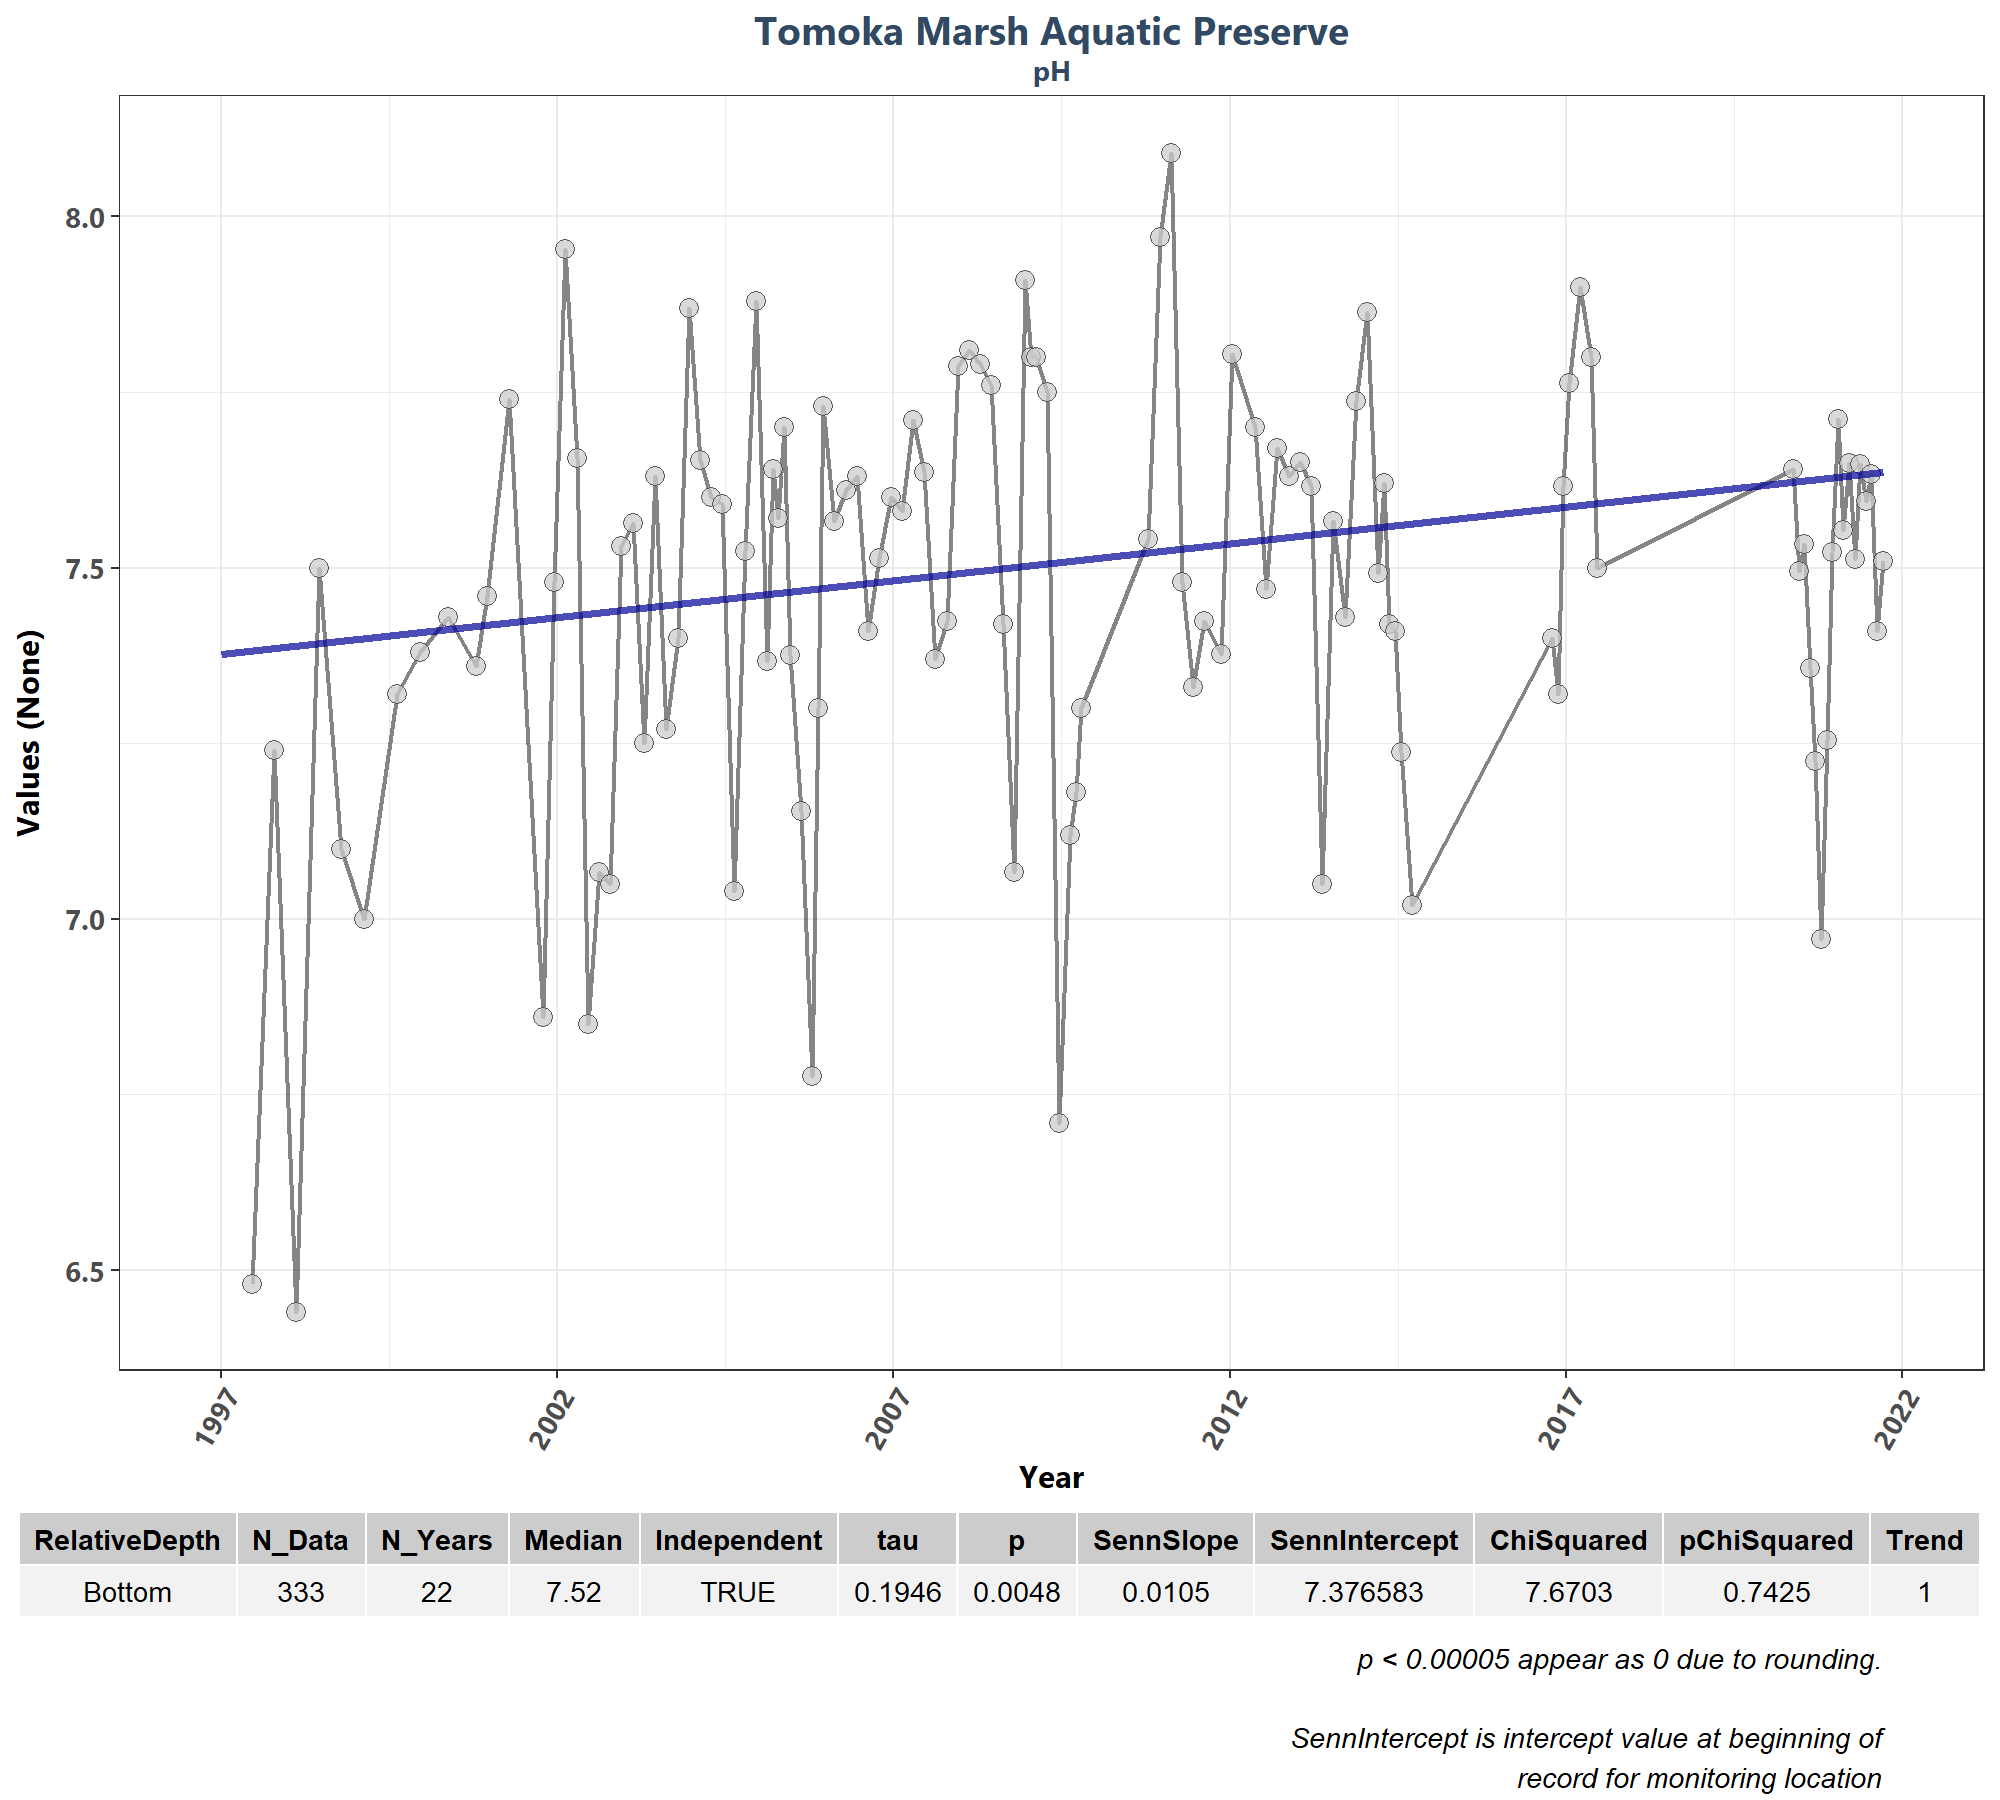 Tomoka Marsh Aquatic Preserve
pH
Values (None)
8.0
7.5
7.0
6.5
1997 2002 2007 2012 2017 2022
Year
RelativeDepth N_Data N_Years Median Independent tau p SennSlope SennIntercept ChiSquared pChiSquared Trend
Bottom 333 22 7.52 TRUE 0.1946 0.0048 0.0105 7.376583 7.6703 0.7425 1
p < 0.00005 appear as 0 due to rounding.
SennIntercept is intercept value at beginning of
record for monitoring location